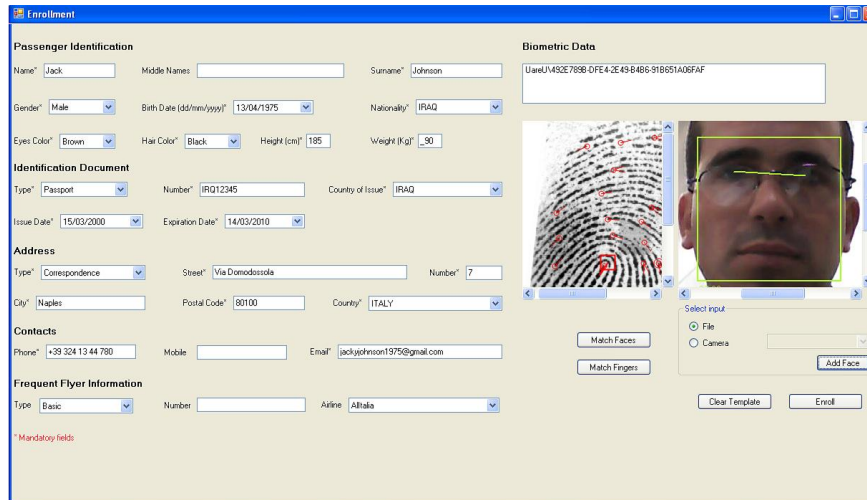 Enrollment
Passenger Identification
Name* Jack Middle Names Surname* Johnson
Gender* Male Birth Date (dd/mm/yyyy)* 13/04/1975 Nationality* IRAQ
Eyes Color* Brown Hair Color* Black Height (cm)* 185 Weight (Kg)* _90
Identification Document
Type* Passport Number* IRQ12345 Country of Issue* IRAQ
Issue Date* 15/03/2000 Expiration Date* 14/03/2010
Address
Type* Correspondence Street* Via Domodossola Number* 7
City* Naples Postal Code* 80100 Country* ITALY
Contacts
Phone* +39 324 13 44 780 Mobile Email* jackyjohnson1975@gmail.com
Frequent Flyer Information
Type Basic Number Airline Alltalia
* Mandatory fields
Biometric Data
UareU\492E789B-DFE4-2E49-B4B6-91B651A06FAF
Select input
File
Camera
Add Face
Match Faces
Match Fingers
Clear Template Enroll